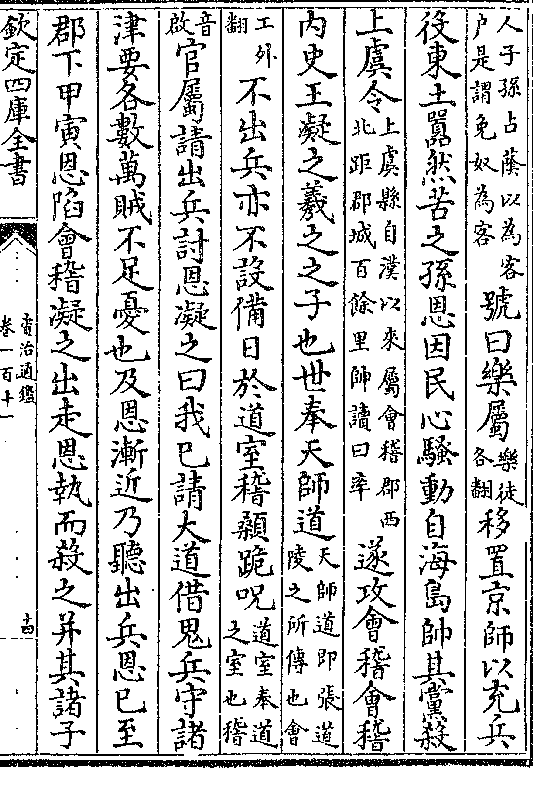 人子孫占蔭以為客
户是謂免奴為客
號曰樂屬
樂徒
各翻
移置京師以充兵
役東土囂然苦之孫恩因民心騷動自海島帥其黨殺
上虞令
上虞縣自漢以來屬會稽郡西
北距郡城百餘里帥讀曰率
遂攻會稽會稽
内史王凝之羲之之子也世奉天師道
天師道即張道
陵之所傳也會
工外
翻
不出兵亦不設備日於道室稽顙跪呪
道室奉道
之室也稽
音
啟
官屬請出兵討恩凝之曰我已請大道借鬼兵守諸
津要各數萬賊不足憂也及恩漸近乃聽出兵恩已至
郡下甲寅恩陷會稽凝之出走恩執而殺之并其諸子
欽定四庫全書
資治通鑑
卷一百十一
十四